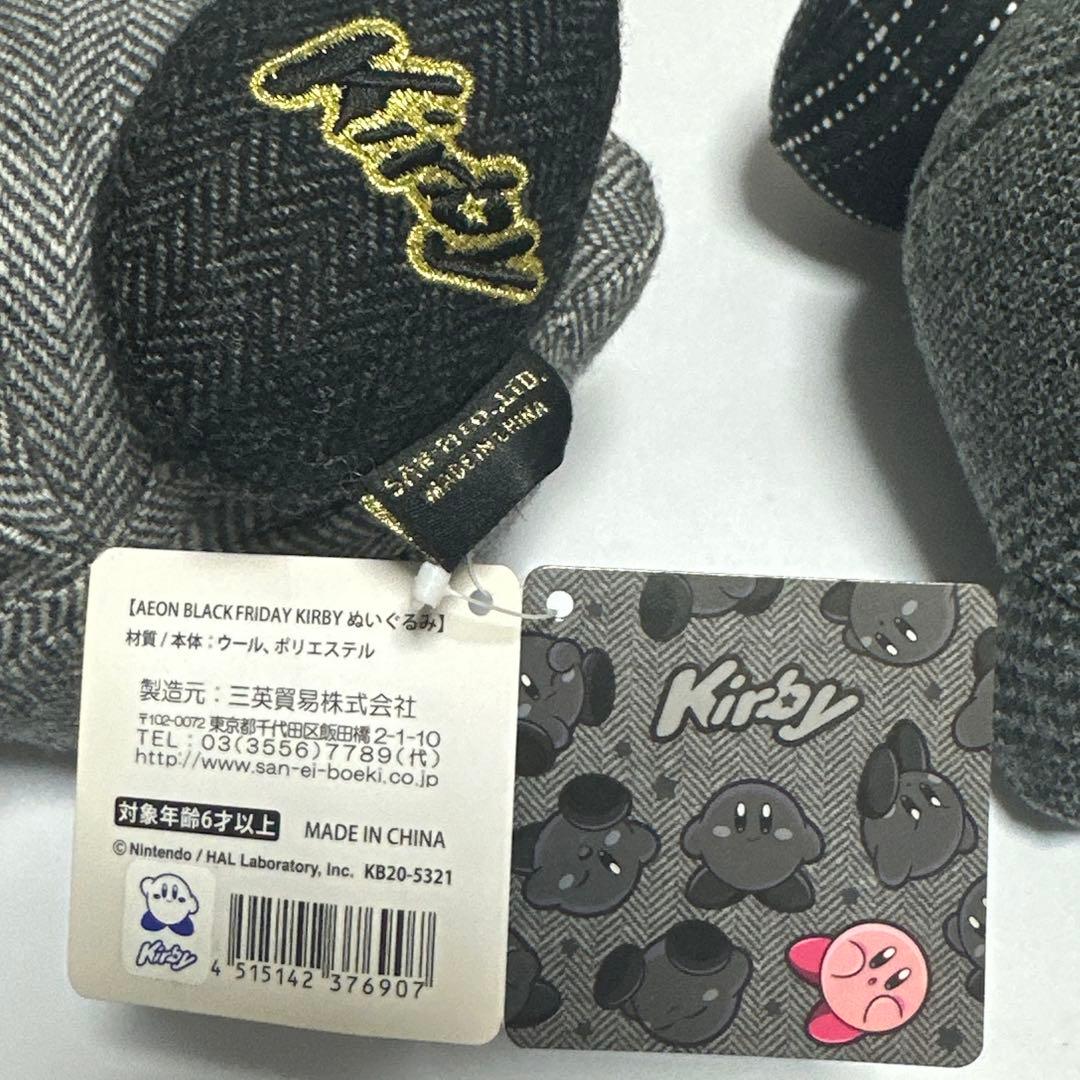 Kirby
SAN-EI CO.,LTD.
MADE IN CHINA
【AEON BLACK FRIDAY KIRBY ぬいぐるみ】
材質/本体:ウール、ポリエステル
製造元:三英貿易株式会社
〒102-0072 東京都千代田区飯田橋 2-1-10
TEL:03(3556)7789(代)
http://www.san-ei-boeki.co.jp
対象年齢6才以上 MADE IN CHINA
©Nintendo / HAL Laboratory, Inc. KB20-5321
Kirby
4 515142 376907
Kirby